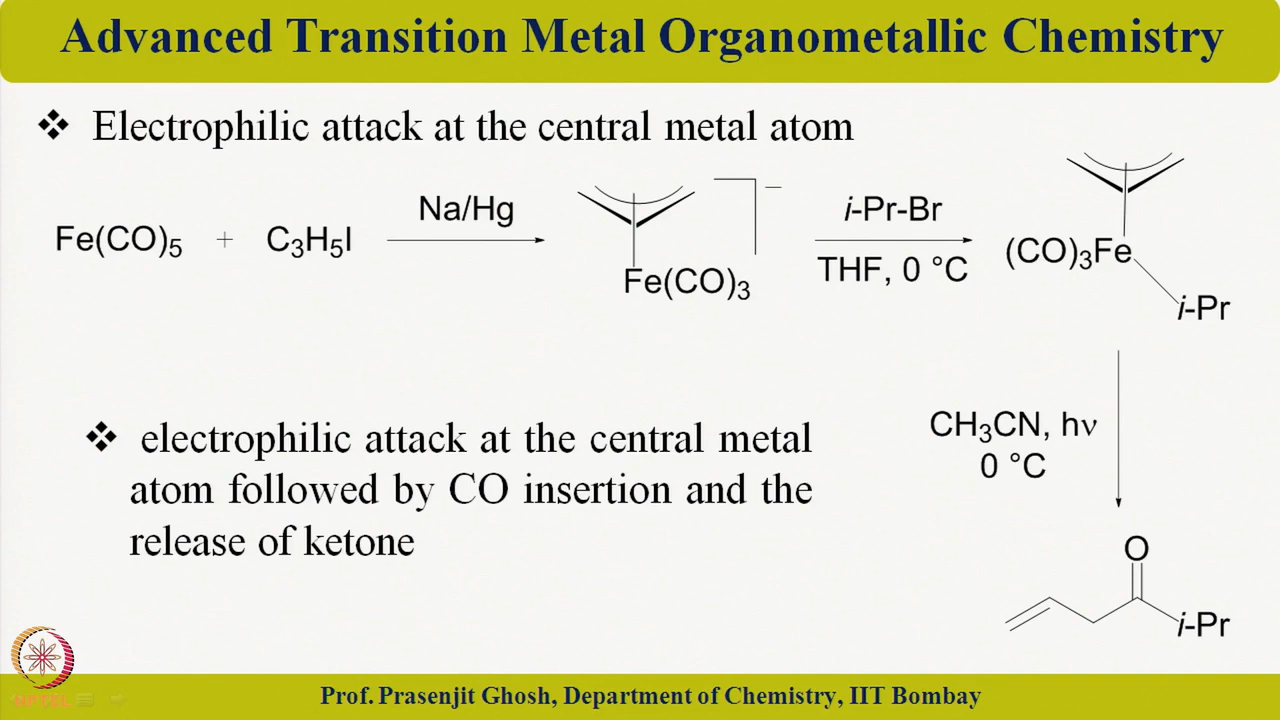 Advanced Transition Metal Organometallic Chemistry
❖ Electrophilic attack at the central metal atom
Fe(CO)5 + C3H5I
Na/Hg
Fe(CO)3
−
i-Pr-Br
THF, 0 °C
(CO)3Fe
i-Pr
CH3CN, hν
0 °C
O
i-Pr
❖ electrophilic attack at the central metal
atom followed by CO insertion and the
release of ketone
NPTEL
Prof. Prasenjit Ghosh, Department of Chemistry, IIT Bombay